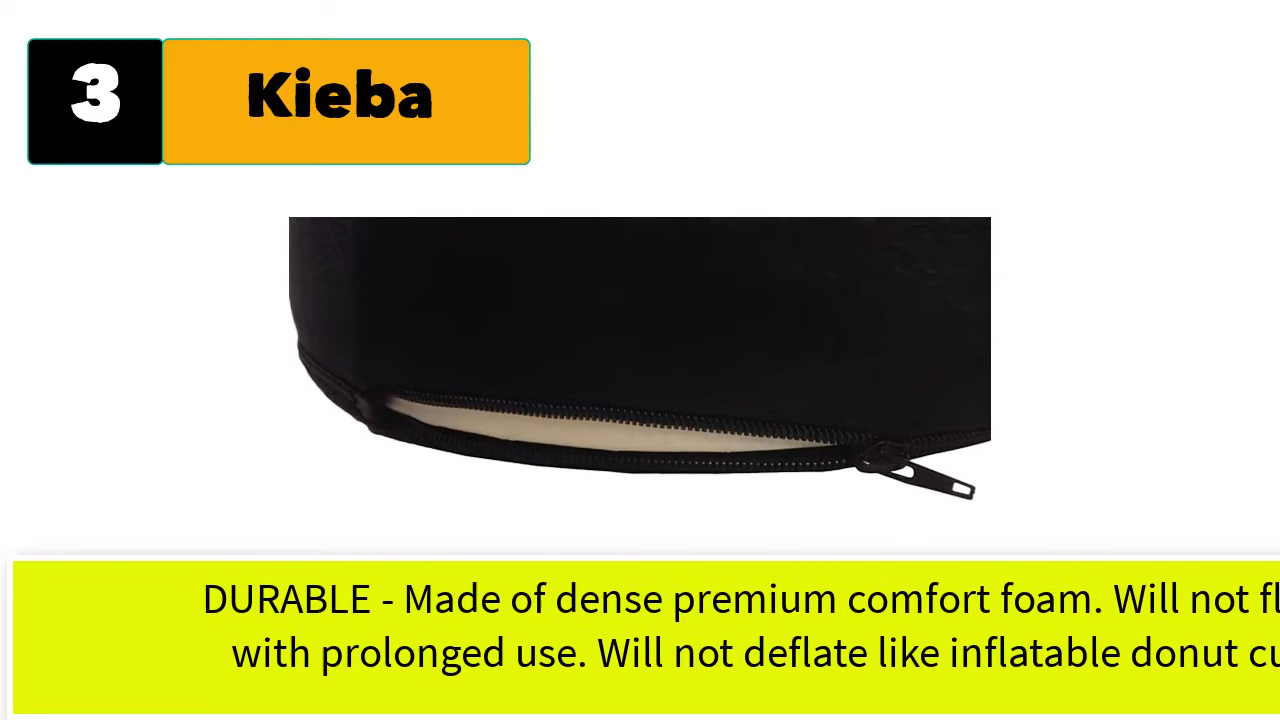 3 Kieba
DURABLE - Made of dense premium comfort foam. Will not
with prolonged use. Will not deflate like inflatable donut